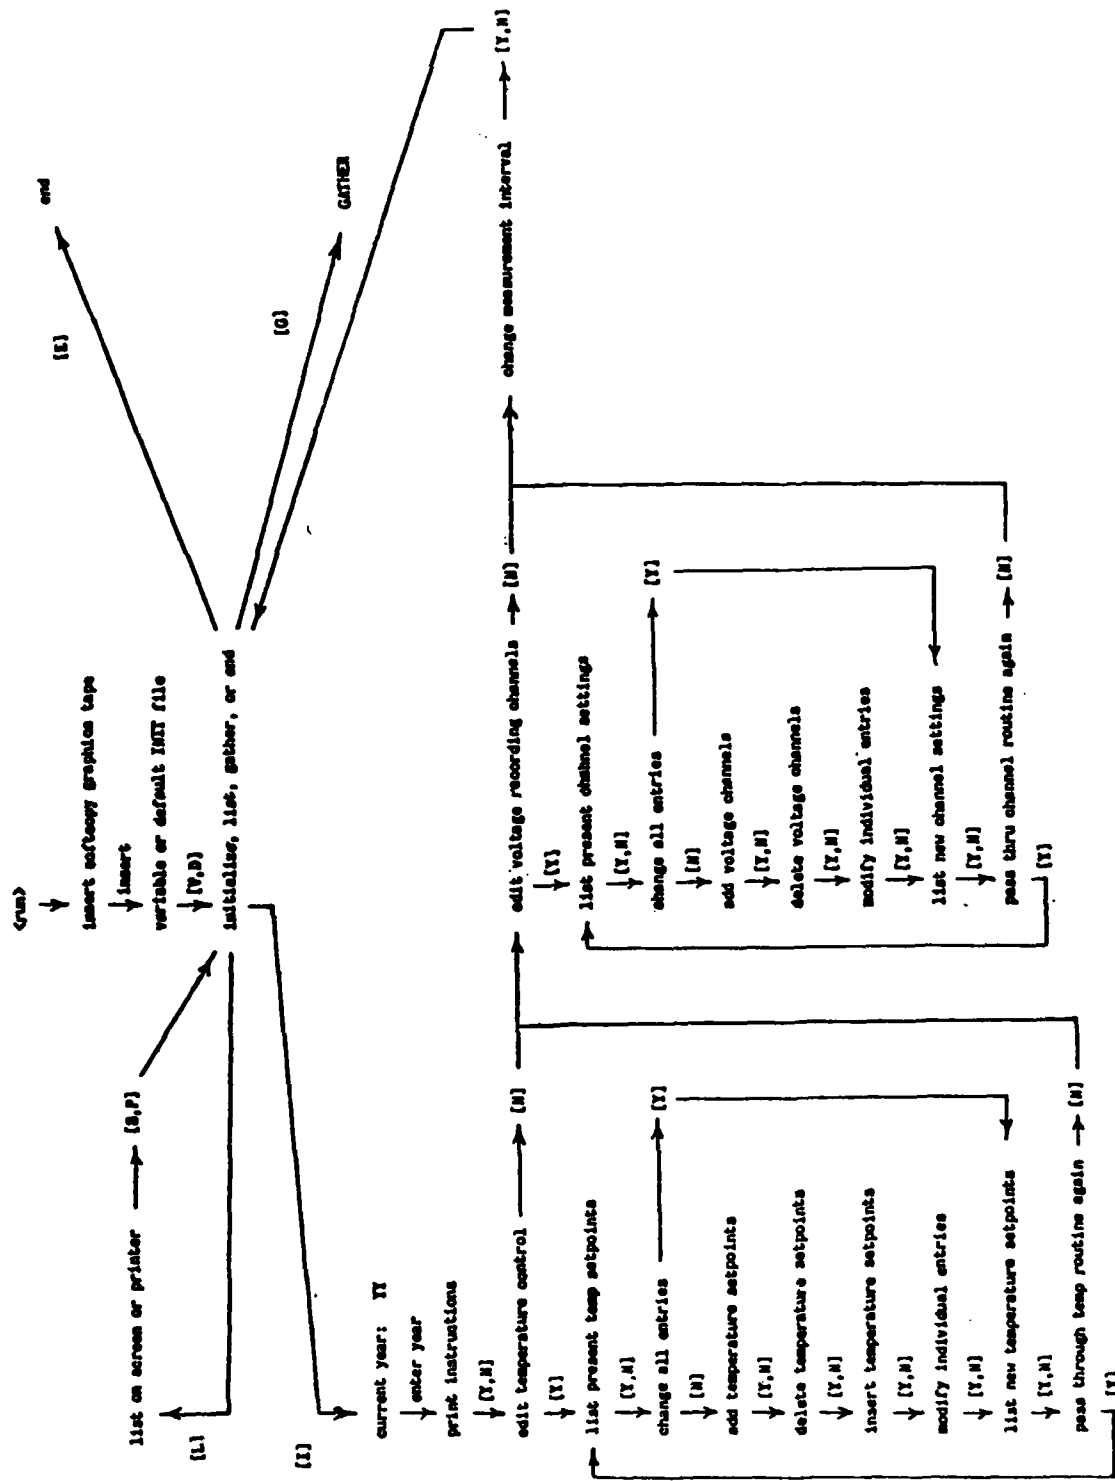 <run>
insert softcopy graphics tape
insert
variable or default INIT file
[V,D]
initialize, list, gather, or end
[E]
end
[G]
GATHER
[L]
list on screen or printer
[S,P]
[I]
current year: YY
enter year
print instructions
[Y,N]
edit temperature control
[N]
[Y]
list present temp setpoints
[Y,N]
change all entries
[Y]
[N]
add temperature setpoints
[Y,N]
delete temperature setpoints
[Y,N]
insert temperature setpoints
[Y,N]
modify individual entries
[Y,N]
list new temperature setpoints
[Y,N]
pass through temp routine again
[N]
[Y]
edit voltage recording channels
[N]
[Y]
list present channel settings
[Y,N]
change all entries
[Y]
[N]
add voltage channels
[Y,N]
delete voltage channels
[Y,N]
modify individual entries
[Y,N]
list new channel settings
[Y,N]
pass thru channel routine again
[N]
[Y]
change measurement interval
[Y,N]